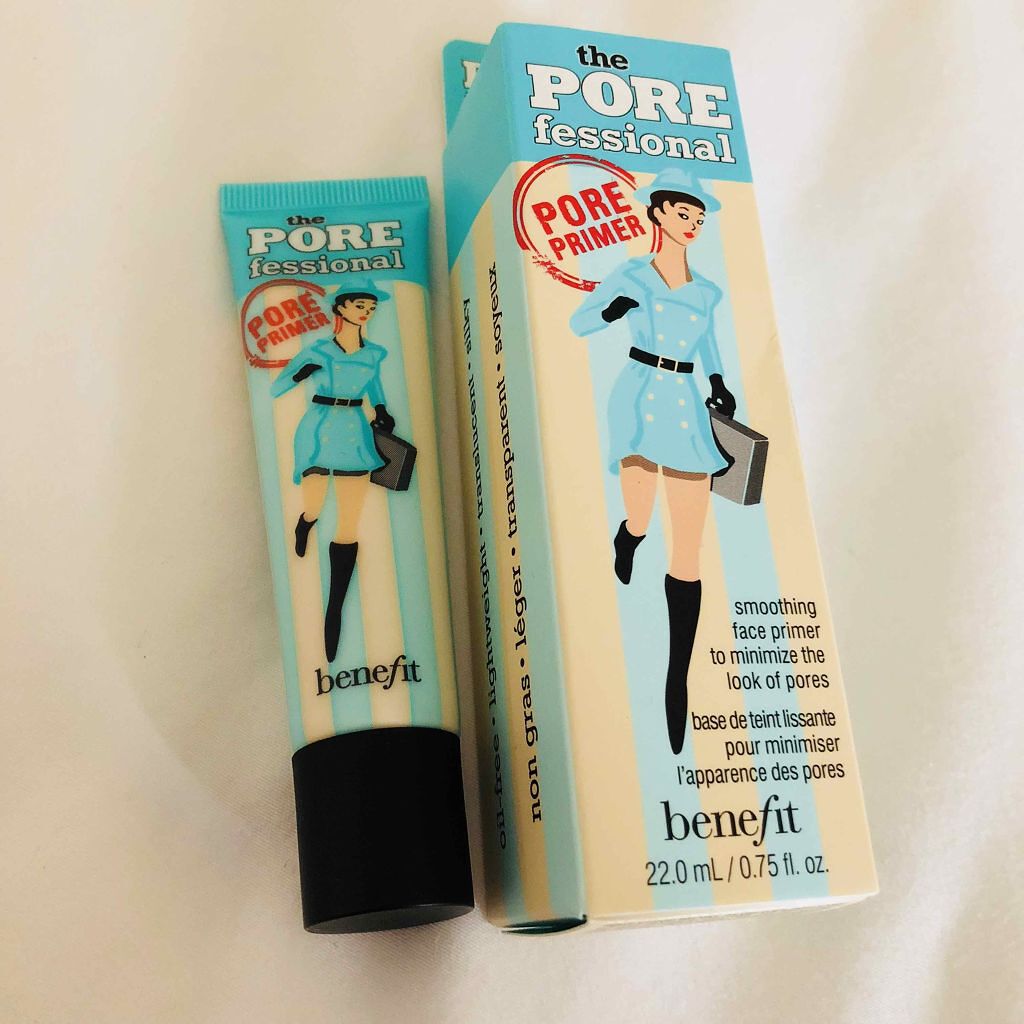 the
PORE
fessional
PORE
PRIMER
benefit
the
PORE
fessional
PORE
PRIMER
smoothing
face primer
to minimize the
look of pores
base de teint lissante
pour minimiser
l'apparence des pores
benefit
22.0 mL / 0.75 fl. oz.
oil-free • lightweight • translucent • silky
non gras • léger • transparent • soyeux